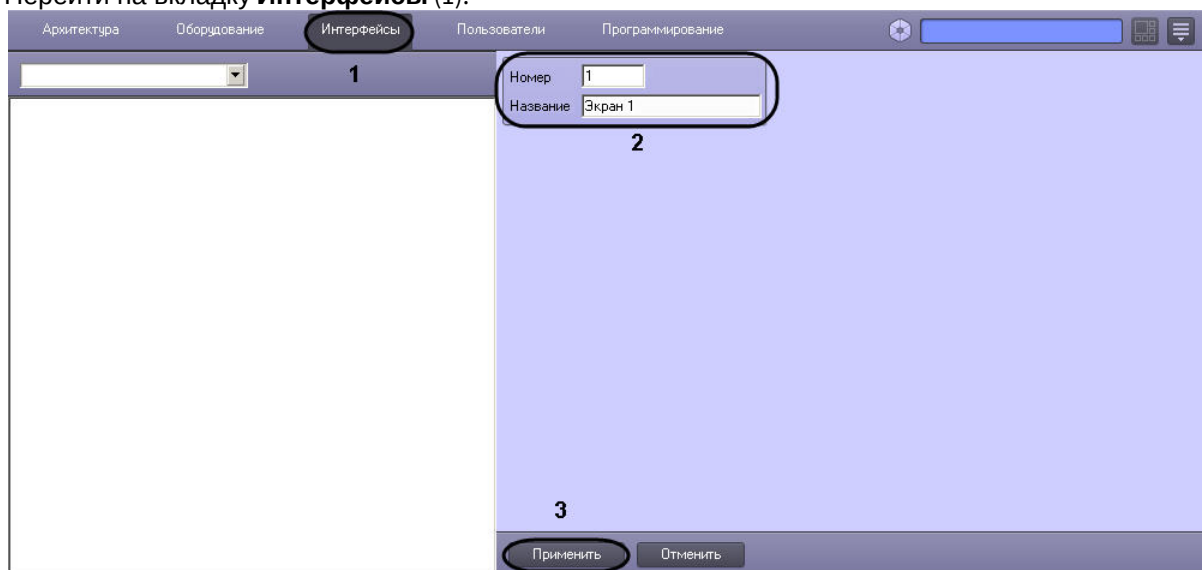 Перейти на вкладку Интерфейсы (1).
Архитектура Оборудование Интерфейсы Пользователи Программирование
1
Номер 1
Название Экран 1
2
3
Применить Отменить